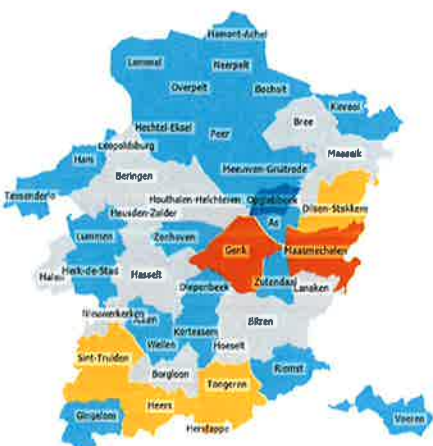 Hamont-Achel
Lommel
Neerpelt
Overpelt
Bocholt
Kinrooi
Bree
Hechtel-Eksel
Peer
Leopoldsburg
Maaseik
Ham
Meeuwen-Gruitrode
Beringen
Tessenderlo
Houthalen-Helchteren
Opglabbeek
Dilsen-Stokkem
Heusden-Zolder
As
Lummen
Zonhoven
Genk
Maasmechelen
Halen
Herk-de-Stad
Hasselt
Zutendaal
Diepenbeek
Lanaken
Nieuwerkerken
Alken
Bilzen
Kortessem
Wellen
Hoeselt
Sint-Truiden
Riemst
Borgloon
Tongeren
Heers
Gingelom
Voeren
Herstappe